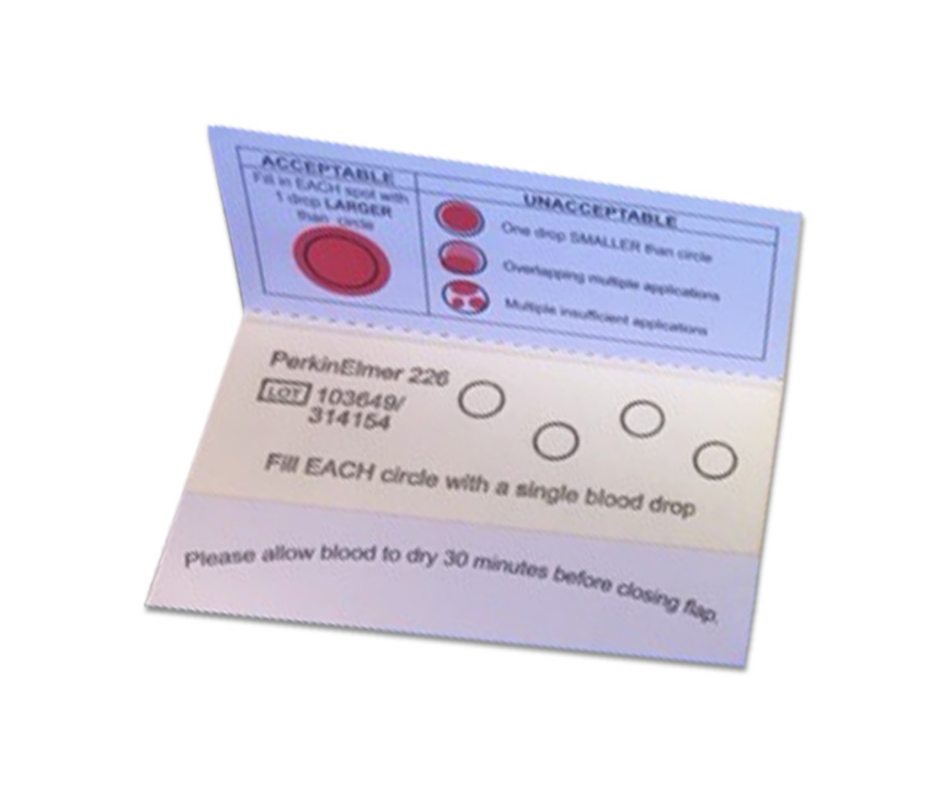 ACCEPTABLE
Fill in EACH spot with
1 drop LARGER
than circle
UNACCEPTABLE
One drop SMALLER than circle
Overlapping multiple applications
Multiple insufficient applications
PerkinElmer 226
LOT 103649/
314154
Fill EACH circle with a single blood drop
Please allow blood to dry 30 minutes before closing flap.